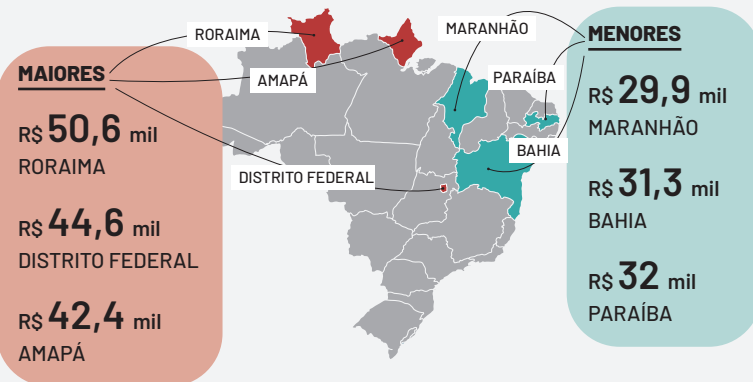 MAIORES
R$ 50,6 mil
RORAIMA
R$ 44,6 mil
DISTRITO FEDERAL
R$ 42,4 mil
AMAPÁ
RORAIMA
AMAPÁ
DISTRITO FEDERAL
MARANHÃO
PARAÍBA
BAHIA
MENORES
R$ 29,9 mil
MARANHÃO
R$ 31,3 mil
BAHIA
R$ 32 mil
PARAÍBA